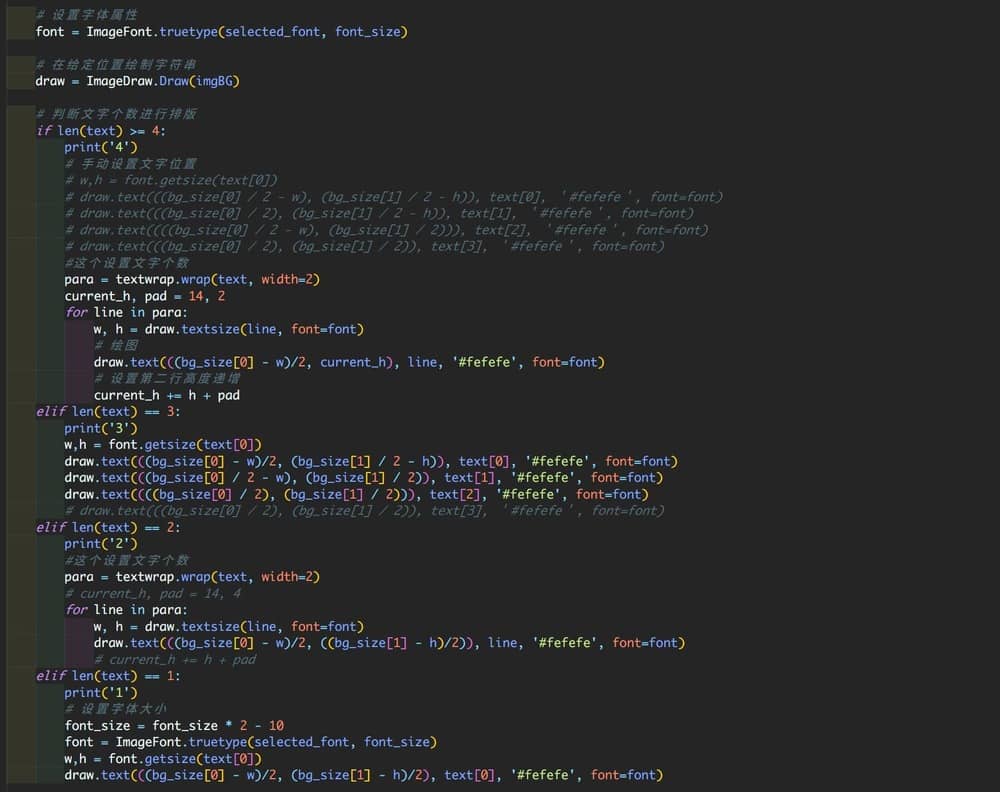 # 设置字体属性
font = ImageFont.truetype(selected_font, font_size)
# 在给定位置绘制字符串
draw = ImageDraw.Draw(imgBG)
# 判断文字个数进行排版
if len(text) >= 4:
print('4')
# 手动设置文字位置
# w,h = font.getsize(text[0])
# draw.text(((bg_size[0] / 2 - w), (bg_size[1] / 2 - h)), text[0], '#fefefe', font=font)
# draw.text(((bg_size[0] / 2), (bg_size[1] / 2 - h)), text[1], '#fefefe', font=font)
# draw.text((((bg_size[0] / 2 - w), (bg_size[1] / 2))), text[2], '#fefefe', font=font)
# draw.text(((bg_size[0] / 2), (bg_size[1] / 2)), text[3], '#fefefe', font=font)
#这个设置文字个数
para = textwrap.wrap(text, width=2)
current_h, pad = 14, 2
for line in para:
w, h = draw.textsize(line, font=font)
# 绘图
draw.text(((bg_size[0] - w)/2, current_h), line, '#fefefe', font=font)
# 设置第二行高度递增
current_h += h + pad
elif len(text) == 3:
print('3')
w,h = font.getsize(text[0])
draw.text(((bg_size[0] - w)/2, (bg_size[1] / 2 - h)), text[0], '#fefefe', font=font)
draw.text(((bg_size[0] / 2 - w), (bg_size[1] / 2)), text[1], '#fefefe', font=font)
draw.text((((bg_size[0] / 2), (bg_size[1] / 2))), text[2], '#fefefe', font=font)
# draw.text(((bg_size[0] / 2), (bg_size[1] / 2)), text[3], '#fefefe', font=font)
elif len(text) == 2:
print('2')
#这个设置文字个数
para = textwrap.wrap(text, width=2)
# current_h, pad = 14, 4
for line in para:
w, h = draw.textsize(line, font=font)
draw.text(((bg_size[0] - w)/2, ((bg_size[1] - h)/2)), line, '#fefefe', font=font)
# current_h += h + pad
elif len(text) == 1:
print('1')
# 设置字体大小
font_size = font_size * 2 - 10
font = ImageFont.truetype(selected_font, font_size)
w,h = font.getsize(text[0])
draw.text(((bg_size[0] - w)/2, (bg_size[1] - h)/2), text[0], '#fefefe', font=font)